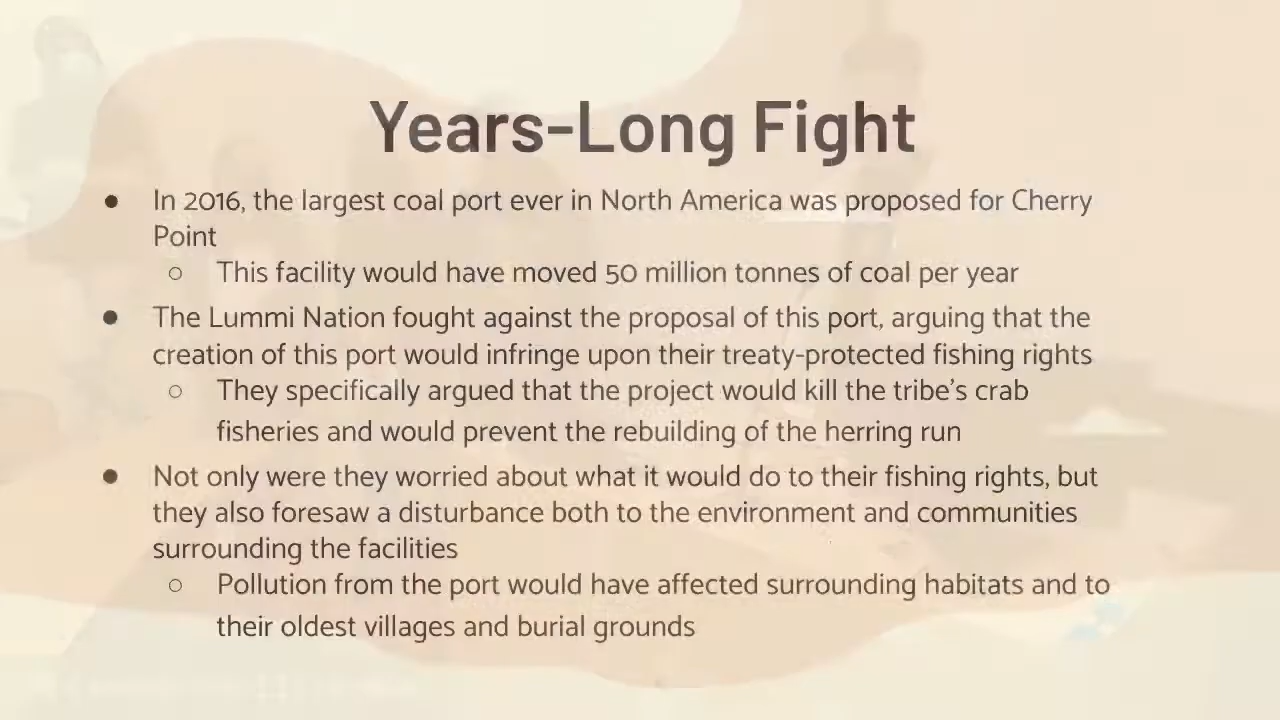 Years-Long Fight
● In 2016, the largest coal port ever in North America was proposed for Cherry
Point
○ This facility would have moved 50 million tonnes of coal per year
● The Lummi Nation fought against the proposal of this port, arguing that the
creation of this port would infringe upon their treaty-protected fishing rights
○ They specifically argued that the project would kill the tribe’s crab
fisheries and would prevent the rebuilding of the herring run
● Not only were they worried about what it would do to their fishing rights, but
they also foresaw a disturbance both to the environment and communities
surrounding the facilities
○ Pollution from the port would have affected surrounding habitats and to
their oldest villages and burial grounds